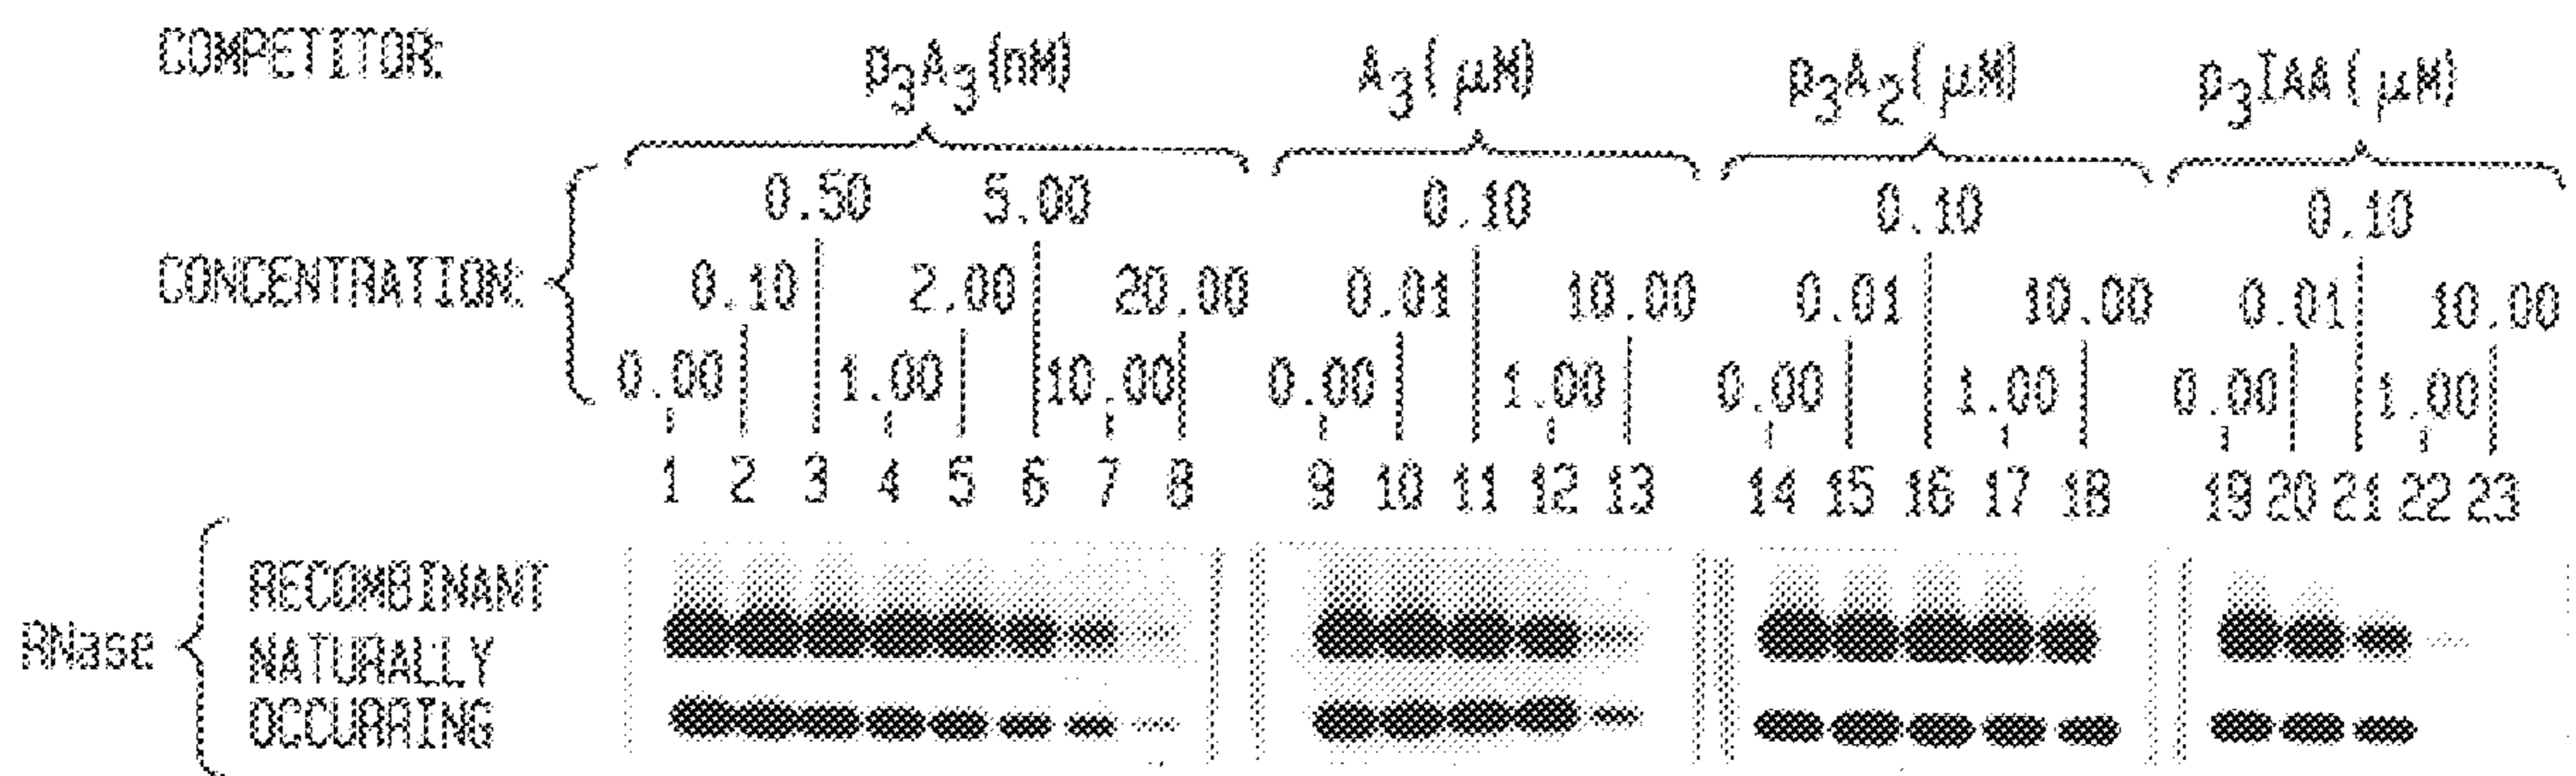 COMPETITOR: p3A3(nM) A3(μM) p3A2(μM) p3IAA(μM)
0.50 5.00 0.10 0.10 0.10
CONCENTRATION: 0.10 2.00 20.00 0.01 10.00 0.01 10.00 0.01 10.00
0.00 1.00 10.00 0.00 1.00 0.00 1.00 0.00 1.00
1 2 3 4 5 6 7 8 9 10 11 12 13 14 15 16 17 18 19 20 21 22 23
RECOMBINANT
RNase NATURALLY
OCCURRING